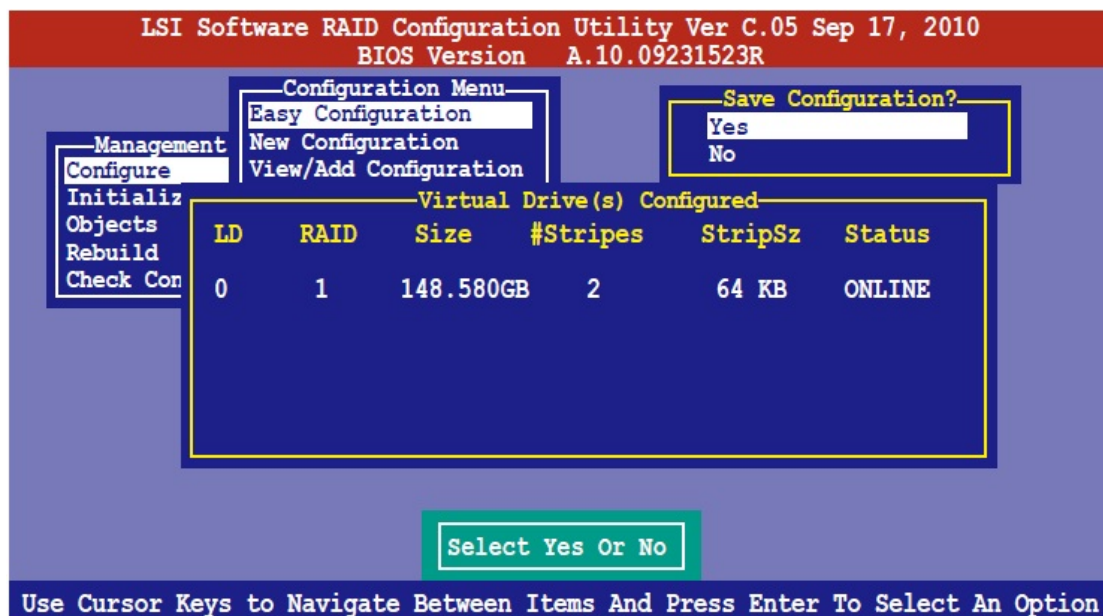 LSI Software RAID Configuration Utility Ver C.05 Sep 17, 2010
BIOS Version A.10.09231523R
Configuration Menu
Easy Configuration
New Configuration
View/Add Configuration
Save Configuration?
Yes
No
Management
Configure
Initializ
Objects
Rebuild
Check Con
Virtual Drive(s) Configured
LD RAID Size #Stripes StripSz Status
0 1 148.580GB 2 64 KB ONLINE
Select Yes Or No
Use Cursor Keys to Navigate Between Items And Press Enter To Select An Option